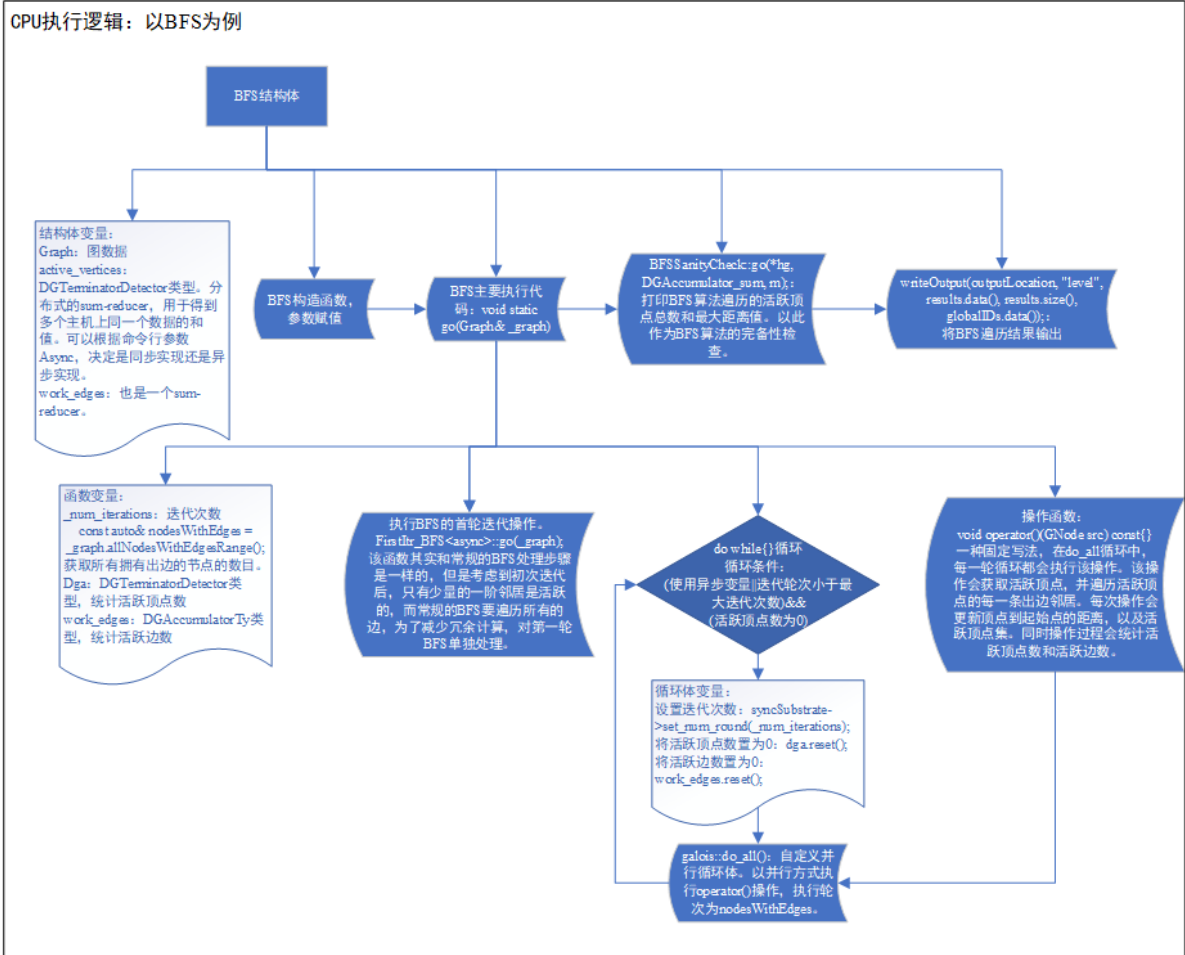 CPU执行逻辑：以BFS为例
BFS结构体
结构体变量：
Graph：图数据
active_vertices：
DGTerminatorDetector类型。分
布式的sum-reducer，用于得到
多个主机上同一个数据的和
值。可以根据命令行参数
Async，决定是同步实现还是异
步实现。
work_edges：也是一个sum-
reducer。
BFS构造函数，
参数赋值
BFS主要执行代
码：void static
go(Graph& _graph)
BFSSanityCheck::go(*hg,
DGAccumulator_sum, m);：
打印BFS算法遍历的活跃顶
点总数和最大距离值。以此
作为BFS算法的完备性检
查。
writeOutput(outputLocation, "level",
results.data(), results.size(),
globalIDs.data());：
将BFS遍历结果输出
函数变量：
_num_iterations：迭代次数
const auto& nodesWithEdges =
_graph.allNodesWithEdgesRange();
获取所有拥有出边的节点的数目。
Dga：DGTerminatorDetector类
型，统计活跃顶点数
work_edges：DGAccumulatorTy类
型，统计活跃边数
执行BFS的首轮迭代操作。
FirstItr_BFS<async>::go(_graph);
该函数其实和常规的BFS处理步骤
是一样的，但是考虑到初次迭代
后，只有少量的一阶邻居是活跃
的，而常规的BFS要遍历所有的
边，为了减少冗余计算，对第一轮
BFS单独处理。
do while{}循环
循环条件：
(使用异步变量||迭代轮次小于最
大迭代次数)&&
(活跃顶点数为0)
操作函数：
void operator()(GNode src) const{}
一种固定写法，在do_all循环中，
每一轮循环都会执行该操作。该操
作会获取活跃顶点，并遍历活跃顶
点的每一条出边邻居。每次操作会
更新顶点到起始点的距离，以及活
跃顶点集。同时操作过程会统计活
跃顶点数和活跃边数。
循环体变量：
设置迭代次数：syncSubstrate-
>set_num_round(_num_iterations);
将活跃顶点数置为0：dga.reset();
将活跃边数置为0：
work_edges.reset();
galois::do_all()：自定义并
行循环体。以并行方式执
行operator()操作，执行轮
次为nodesWithEdges。